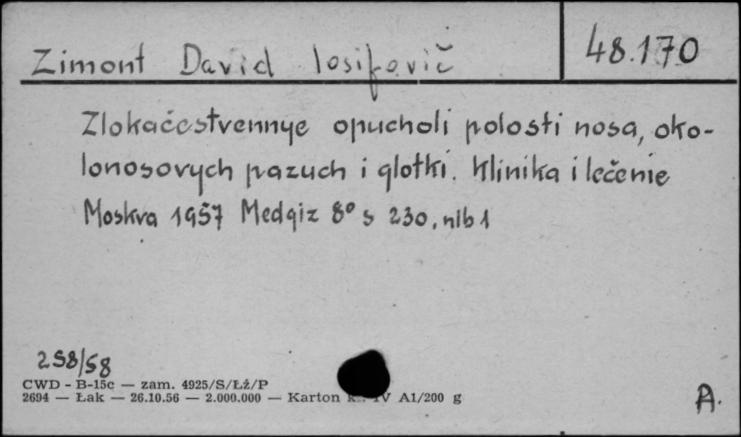 Zimont David Iosifovič 48.170
Zlokačestvennye opucholi polosti nosa, oko-
lonosovych pazuch i glotki. Klinika i lečenie
Moskva 1957 Medgiz 8° s 230, nlb 1
258/58
CWD - B-15c — zam. 4925/S/Łż/P
2694 — Łak — 26.10.56 — 2.000.000 — Karton IV A1/200 g
A.